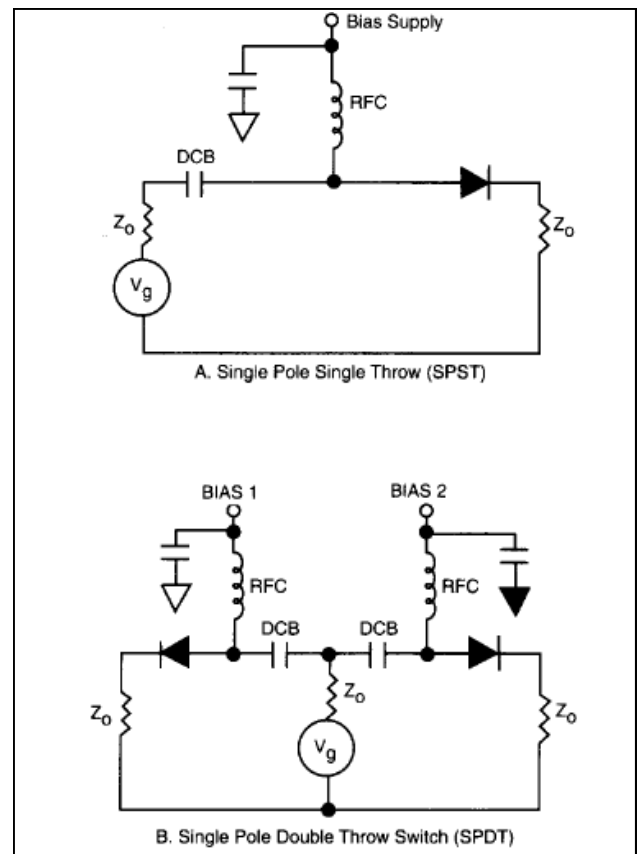 Bias Supply
RFC
DCB
Zo
Zo
Vg
A. Single Pole Single Throw (SPST)
BIAS 1
BIAS 2
RFC
RFC
DCB
DCB
Zo
Zo
Zo
Vg
B. Single Pole Double Throw Switch (SPDT)